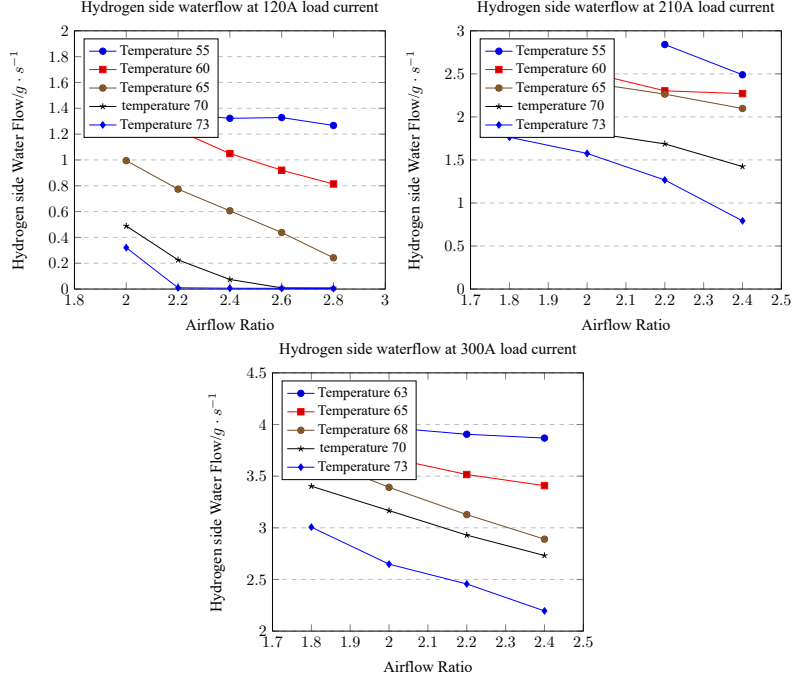 Hydrogen side waterflow at 120A load current
Hydrogen side Water Flow/g · s⁻¹
2
1.8
1.6
1.4
1.2
1
0.8
0.6
0.4
0.2
0
Temperature 55
Temperature 60
Temperature 65
temperature 70
Temperature 73
1.8 2 2.2 2.4 2.6 2.8 3
Airflow Ratio
Hydrogen side waterflow at 210A load current
Hydrogen side Water Flow/g · s⁻¹
3
2.5
2
1.5
1
0.5
0
Temperature 55
Temperature 60
Temperature 65
temperature 70
Temperature 73
1.7 1.8 1.9 2 2.1 2.2 2.3 2.4 2.5
Airflow Ratio
Hydrogen side waterflow at 300A load current
Hydrogen side Water Flow/g · s⁻¹
4.5
4
3.5
3
2.5
2
Temperature 63
Temperature 65
Temperature 68
temperature 70
Temperature 73
1.7 1.8 1.9 2 2.1 2.2 2.3 2.4 2.5
Airflow Ratio